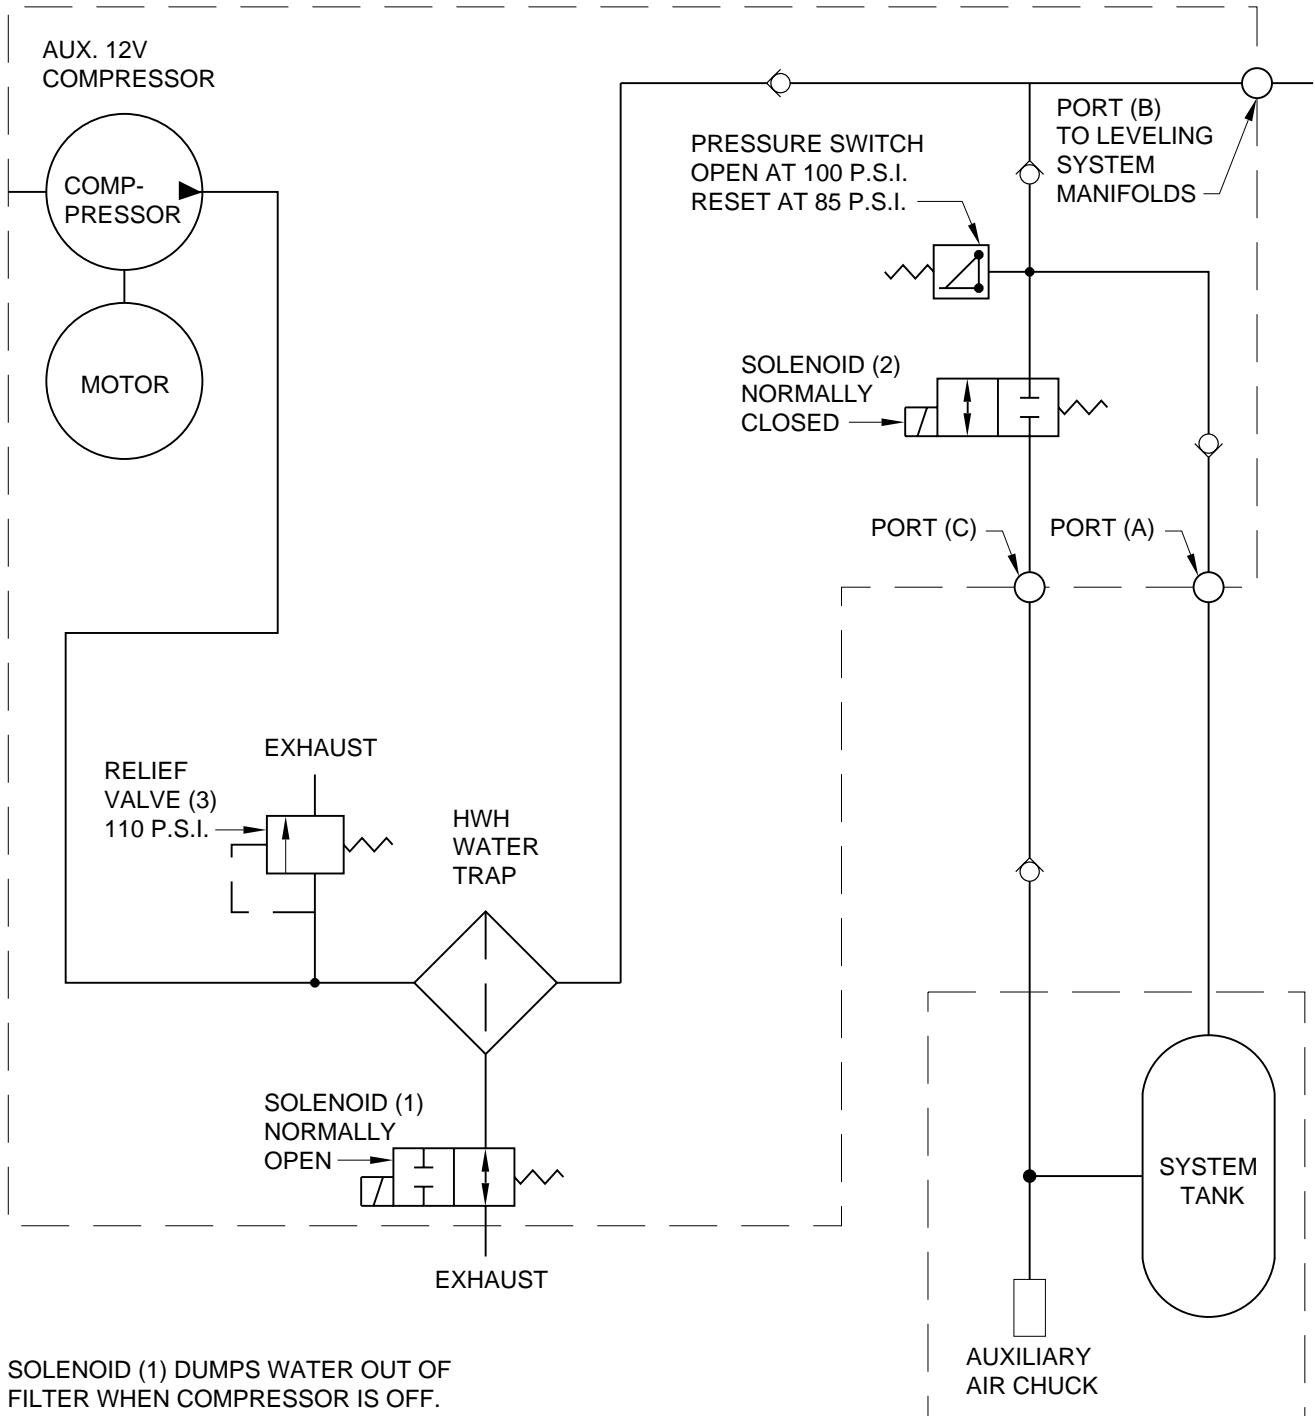 AUX. 12V
COMPRESSOR
COMP-
PRESSOR
MOTOR
PORT (B)
TO LEVELING
SYSTEM
MANIFOLDS
PRESSURE SWITCH
OPEN AT 100 P.S.I.
RESET AT 85 P.S.I.
SOLENOID (2)
NORMALLY
CLOSED
PORT (C)
PORT (A)
EXHAUST
RELIEF
VALVE (3)
110 P.S.I.
HWH
WATER
TRAP
SOLENOID (1)
NORMALLY
OPEN
EXHAUST
SYSTEM
TANK
AUXILIARY
AIR CHUCK
SOLENOID (1) DUMPS WATER OUT OF
FILTER WHEN COMPRESSOR IS OFF.